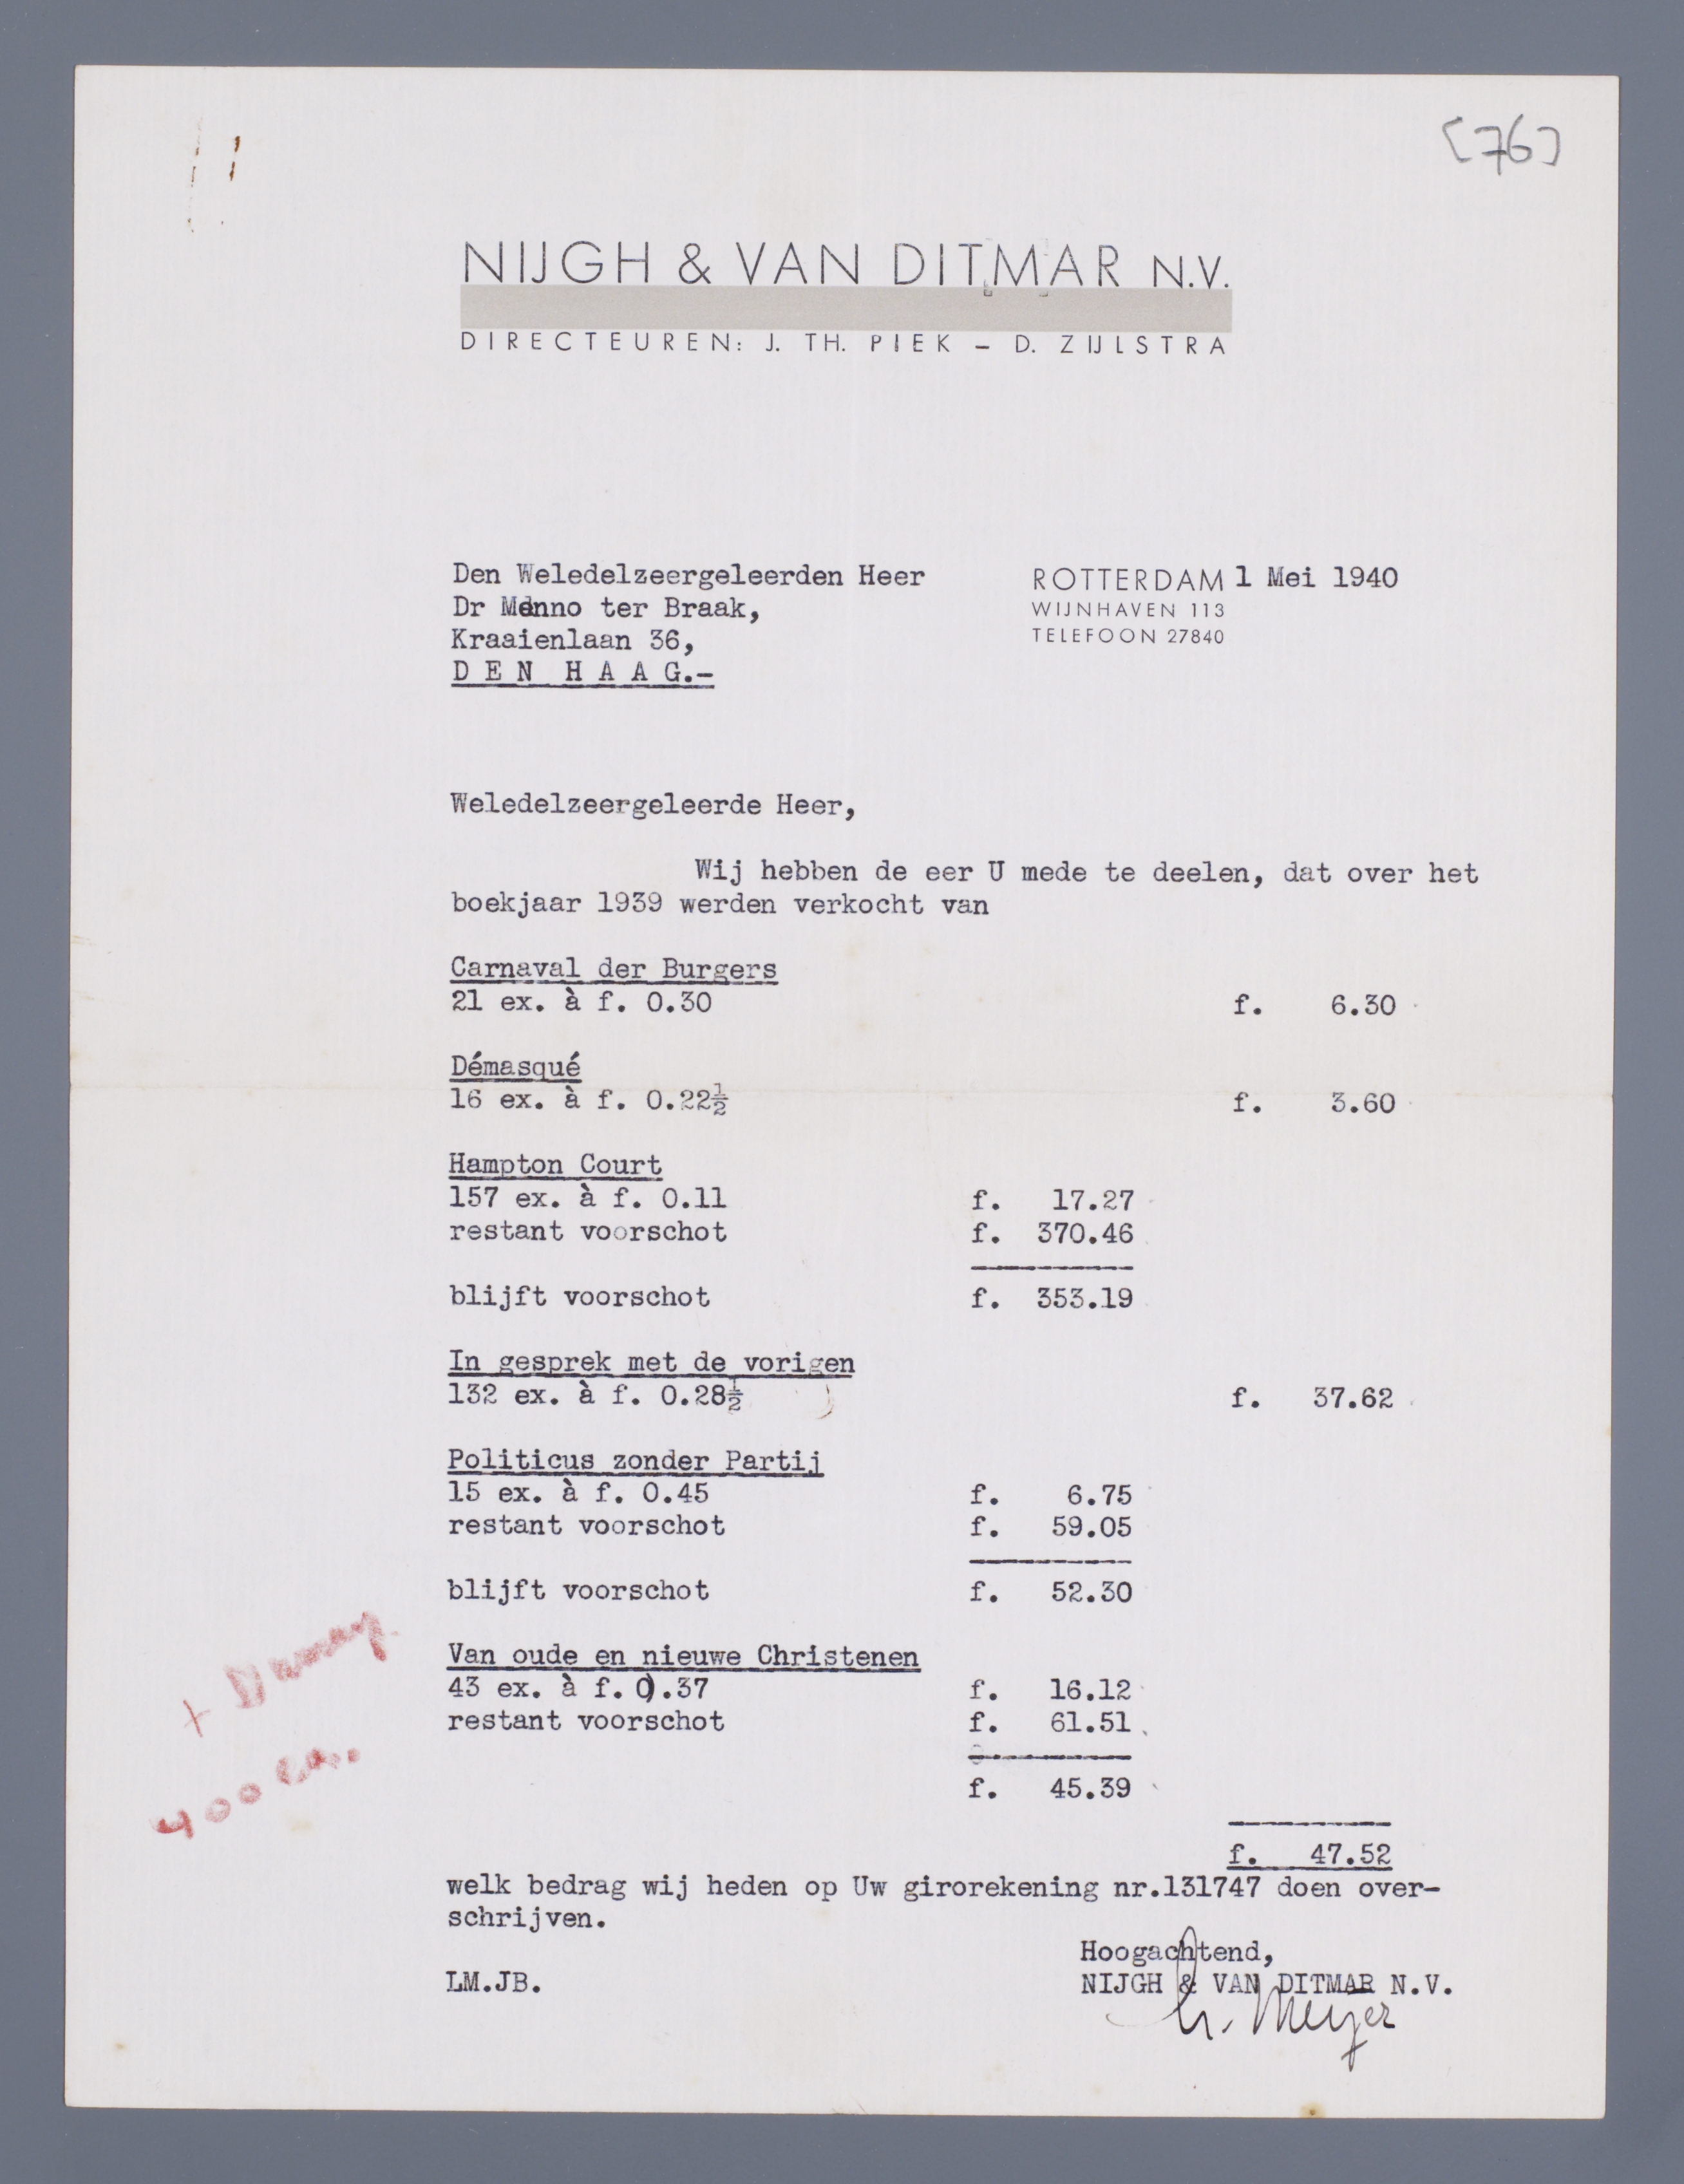 [76]
NIJGH & VAN DITMAR N.V.
DIRECTEUREN: J. TH. PIEK – D. ZIJLSTRA
Den Weledelzeergeleerden Heer
Dr Menno ter Braak,
Kraaienlaan 36,
DEN HAAG.-
ROTTERDAM 1 Mei 1940
WIJNHAVEN 113
TELEFOON 27840
Weledelzeergeleerde Heer,
Wij hebben de eer U mede te deelen, dat over het
boekjaar 1939 werden verkocht van
Carnaval der Burgers
21 ex. à f. 0.30 f. 6.30
Démasqué
16 ex. à f. 0.22½ f. 3.60
Hampton Court
157 ex. à f. 0.11 f. 17.27
restant voorschot f. 370.46
blijft voorschot f. 353.19
In gesprek met de vorigen
132 ex. à f. 0.28½ f. 37.62
Politicus zonder Partij
15 ex. à f. 0.45 f. 6.75
restant voorschot f. 59.05
blijft voorschot f. 52.30
Van oude en nieuwe Christenen
43 ex. à f. 0.37 f. 16.12
restant voorschot f. 61.51
f. 45.39
f. 47.52
+
400
welk bedrag wij heden op Uw girorekening nr.131747 doen over-
schrijven.
Hoogachtend,
LM.JB. NIJGH & VAN DITMAR N.V.
Meyer